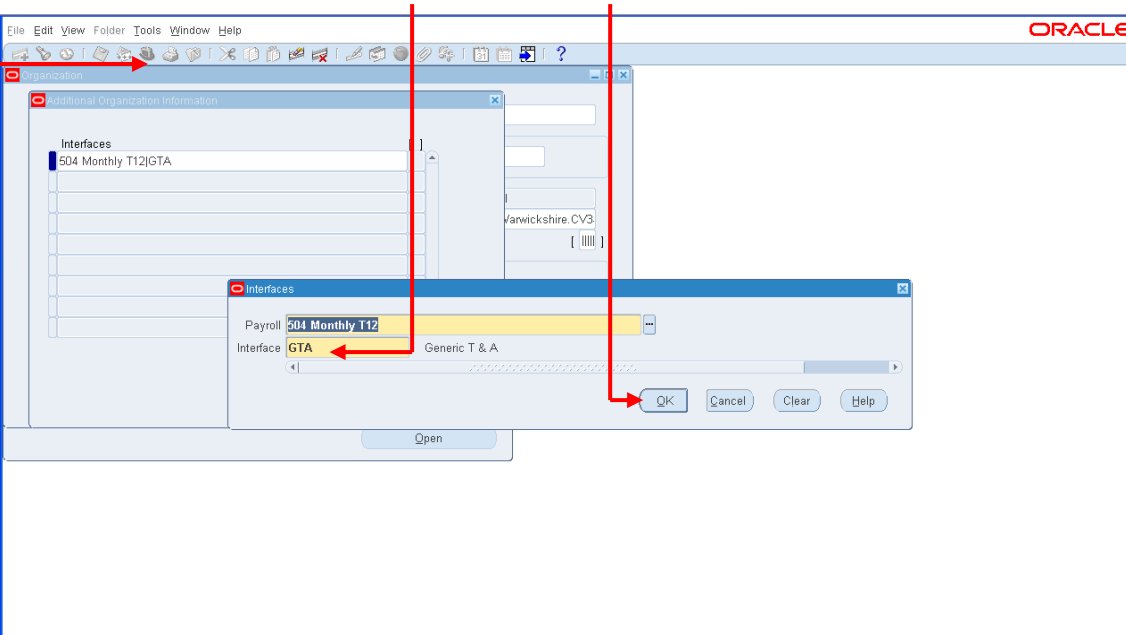 File Edit View Folder Tools Window Help
ORACLE
Organization
Additional Organization Information
Interfaces
[ ]
504 Monthly T12|GTA
Warwickshire.CV3
[ ]
Interfaces
Payroll 504 Monthly T12
Interface GTA Generic T & A
OK Cancel Clear Help
Open